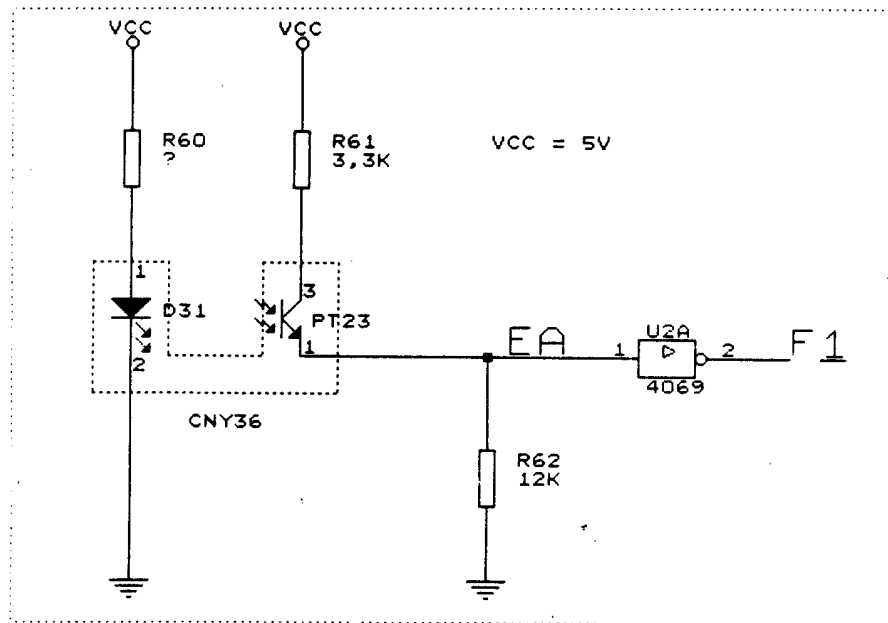 VCC
VCC
R60
?
R61
3,3K
VCC = 5V
1
D31
3
PT23
2
1
CNY36
EA
1
U2A
2
4069
F1
R62
12K